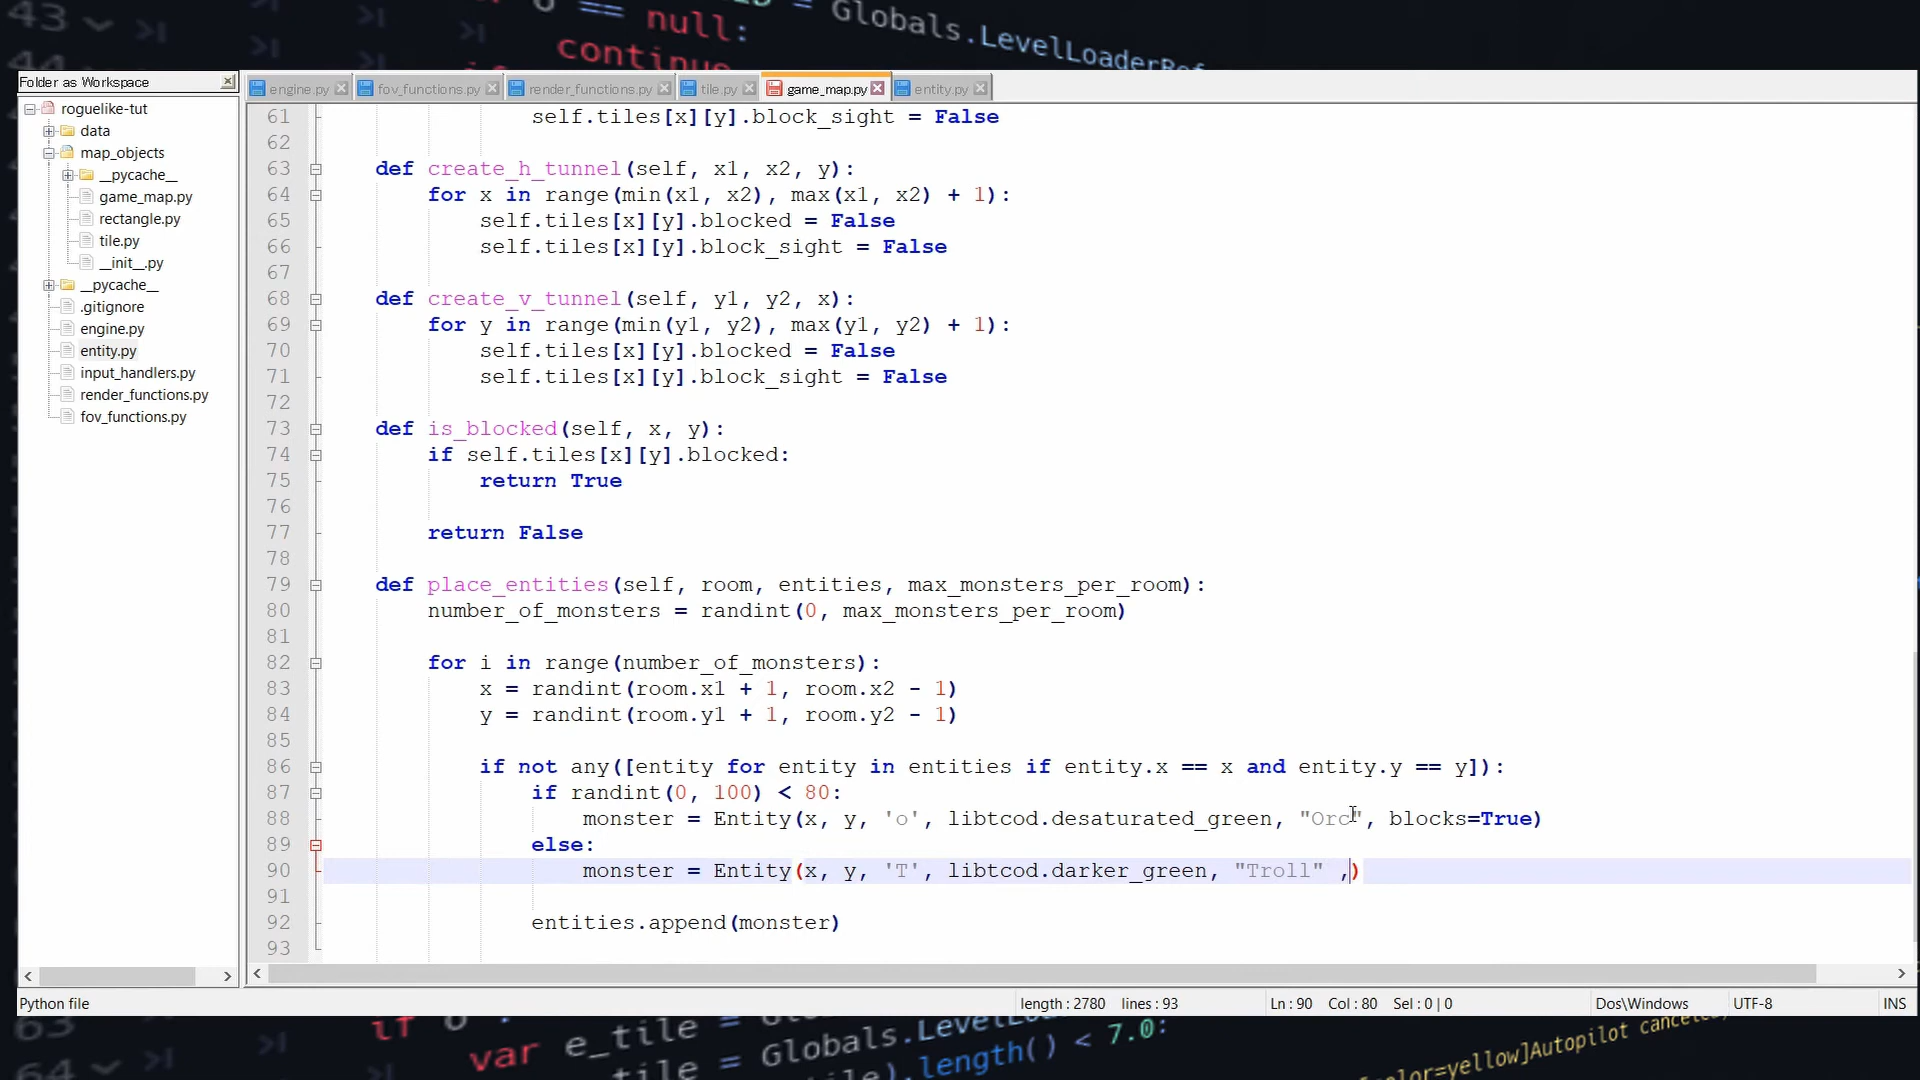 43
== null:
continue
= Globals.LevelLoaderRef
44
Folder as Workspace
engine.py
fov_functions.py
render_functions.py
tile.py
game_map.py
entity.py
roguelike-tut
data
map_objects
__pycache__
game_map.py
rectangle.py
tile.py
__init__.py
__pycache__
.gitignore
engine.py
entity.py
input_handlers.py
render_functions.py
fov_functions.py
61 self.tiles[x][y].block_sight = False
62
63 def create_h_tunnel(self, x1, x2, y):
64 for x in range(min(x1, x2), max(x1, x2) + 1):
65 self.tiles[x][y].blocked = False
66 self.tiles[x][y].block_sight = False
67
68 def create_v_tunnel(self, y1, y2, x):
69 for y in range(min(y1, y2), max(y1, y2) + 1):
70 self.tiles[x][y].blocked = False
71 self.tiles[x][y].block_sight = False
72
73 def is_blocked(self, x, y):
74 if self.tiles[x][y].blocked:
75 return True
76
77 return False
78
79 def place_entities(self, room, entities, max_monsters_per_room):
80 number_of_monsters = randint(0, max_monsters_per_room)
81
82 for i in range(number_of_monsters):
83 x = randint(room.x1 + 1, room.x2 - 1)
84 y = randint(room.y1 + 1, room.y2 - 1)
85
86 if not any([entity for entity in entities if entity.x == x and entity.y == y]):
87 if randint(0, 100) < 80:
88 monster = Entity(x, y, 'o', libtcod.desaturated_green, "Orc", blocks=True)
89 else:
90 monster = Entity(x, y, 'T', libtcod.darker_green, "Troll" ,)
91
92 entities.append(monster)
93
Python file
length : 2780 lines : 93
Ln : 90 Col : 80 Sel : 0 | 0
Dos\Windows
UTF-8
INS
63
var e_tile = Globals.LevelLoa
64
tile).length() < 7.0:
color=yellow]Autopilot